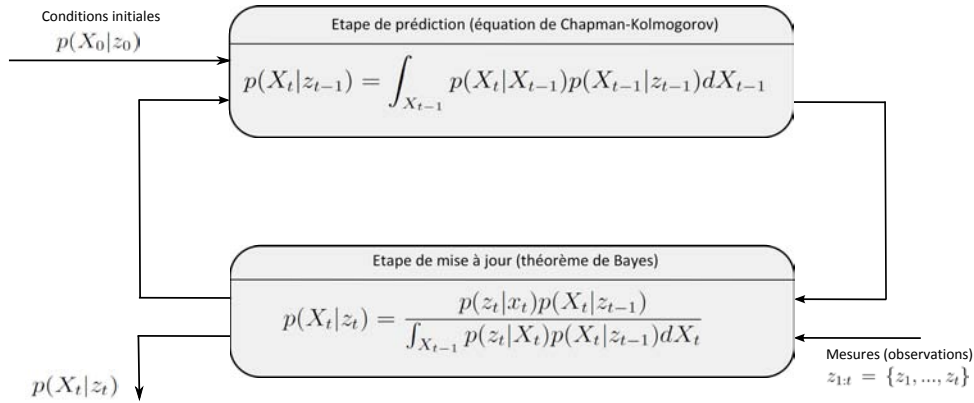 Conditions initiales
p(X_0|z_0)
Etape de prédiction (équation de Chapman-Kolmogorov)
p(X_t|z_{t-1}) = ∫_{X_{t-1}} p(X_t|X_{t-1})p(X_{t-1}|z_{t-1})dX_{t-1}
Etape de mise à jour (théorème de Bayes)
p(X_t|z_t) = \frac{p(z_t|x_t)p(X_t|z_{t-1})}{∫_{X_{t-1}} p(z_t|X_t)p(X_t|z_{t-1})dX_t}
Mesures (observations)
z_{1:t} = {z_1, ..., z_t}
p(X_t|z_t)